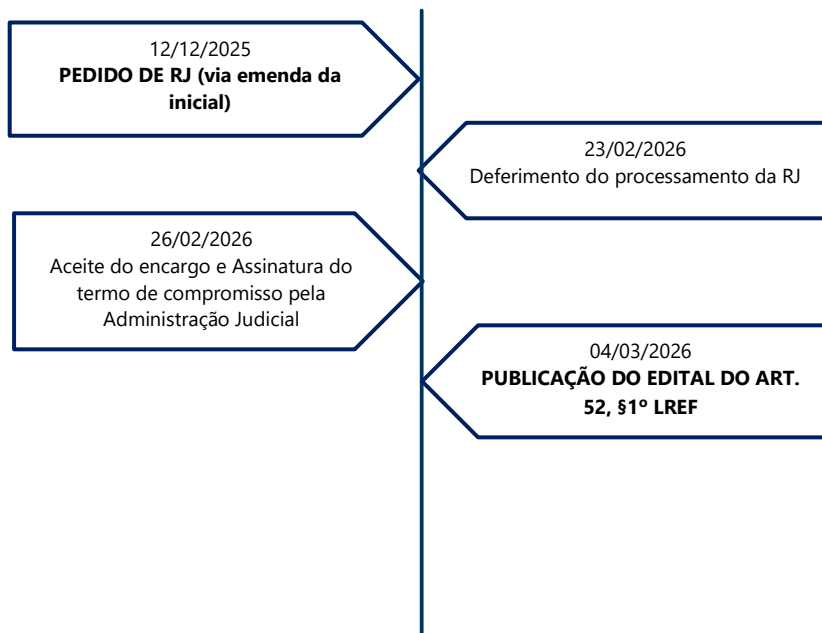 12/12/2025
PEDIDO DE RJ (via emenda da
inicial)
23/02/2026
Deferimento do processamento da RJ
26/02/2026
Aceite do encargo e Assinatura do
termo de compromisso pela
Administração Judicial
04/03/2026
PUBLICAÇÃO DO EDITAL DO ART.
52, §1º LREF